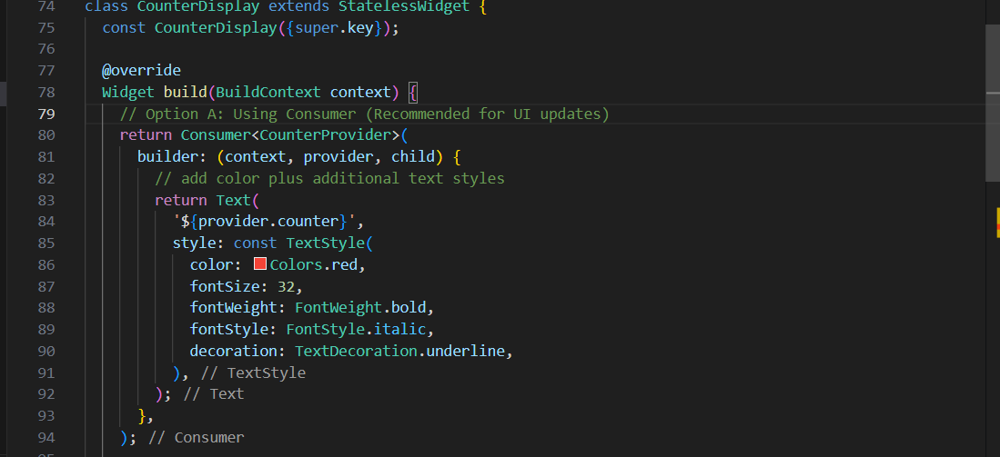 74 class CounterDisplay extends StatelessWidget {
75   const CounterDisplay({super.key});
76
77   @override
78   Widget build(BuildContext context) {
79     // Option A: Using Consumer (Recommended for UI updates)
80     return Consumer<CounterProvider>(
81       builder: (context, provider, child) {
82         // add color plus additional text styles
83         return Text(
84           '${provider.counter}',
85           style: const TextStyle(
86             color: Colors.red,
87             fontSize: 32,
88             fontWeight: FontWeight.bold,
89             fontStyle: FontStyle.italic,
90             decoration: TextDecoration.underline,
91           ), // TextStyle
92         ); // Text
93       },
94     ); // Consumer